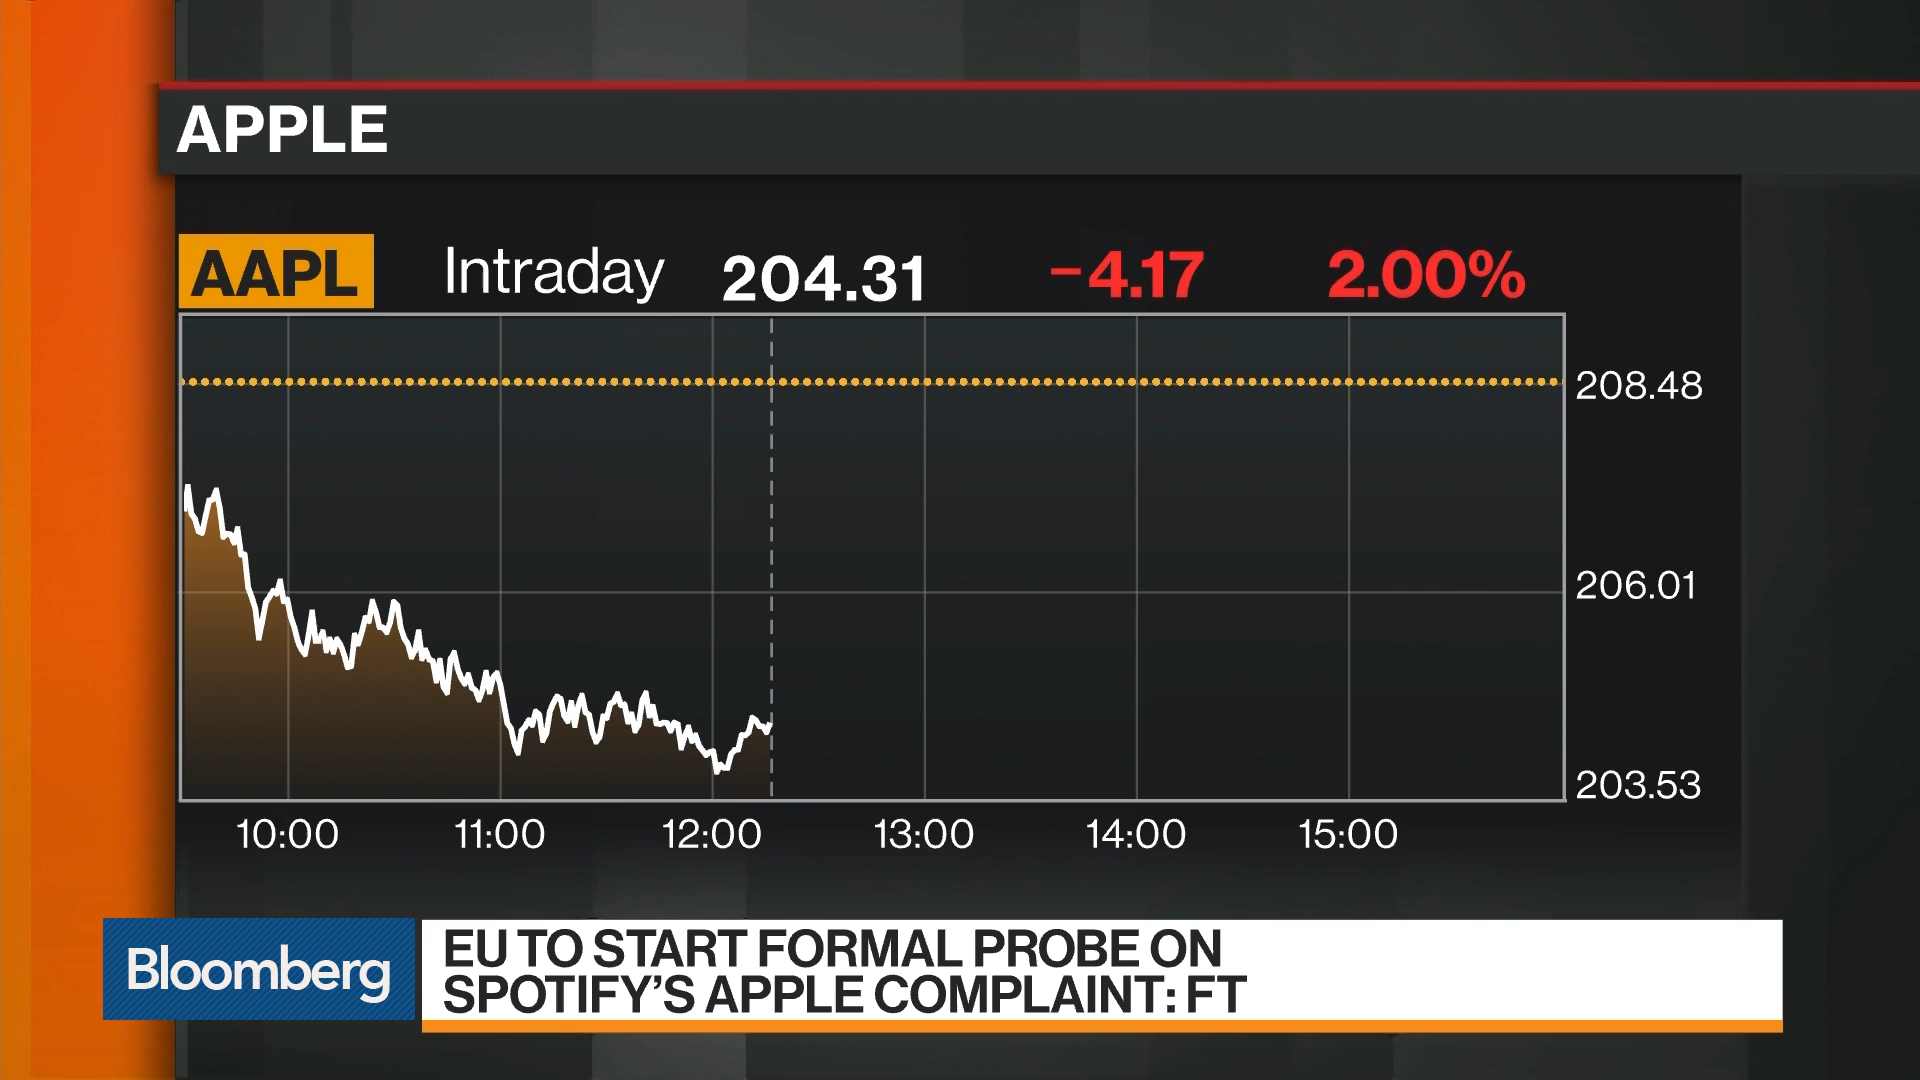 APPLE
AAPL Intraday 204.31 -4.17 2.00%
208.48
206.01
203.53
10:00 11:00 12:00 13:00 14:00 15:00
Bloomberg
EU TO START FORMAL PROBE ON
SPOTIFY'S APPLE COMPLAINT: FT